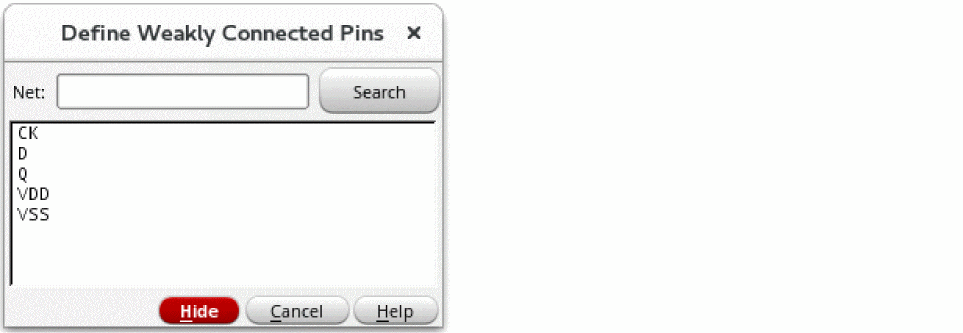 Define Weakly Connected Pins
Net: Search
CK
D
Q
VDD
VSS
Hide Cancel Help